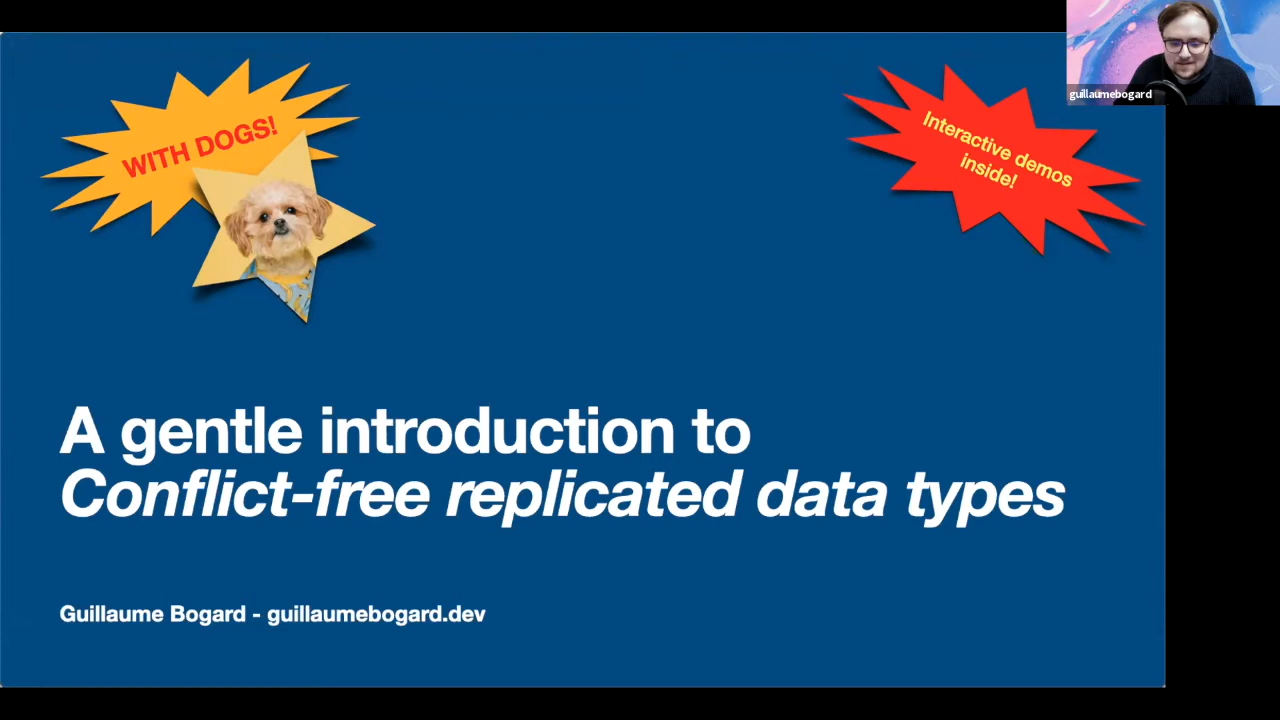 WITH DOGS!
Interactive demos
inside!
guillaumebogard
A gentle introduction to
Conflict-free replicated data types
Guillaume Bogard - guillaumebogard.dev